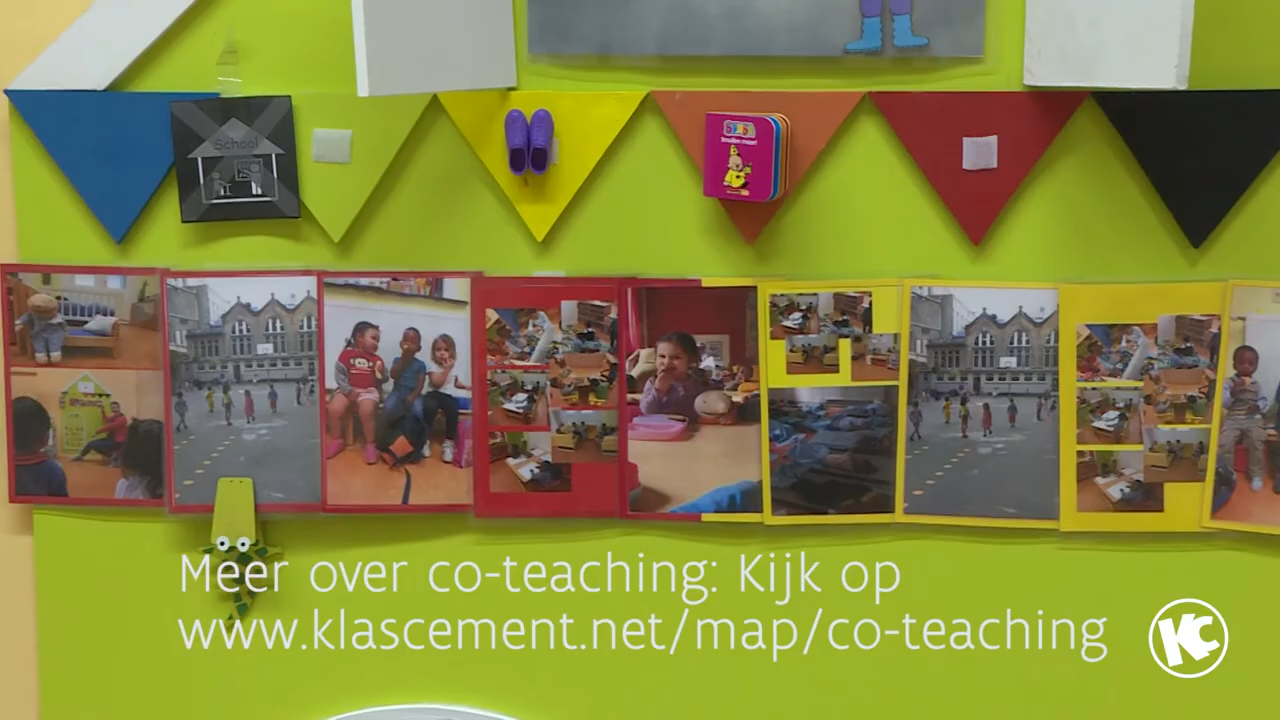 School
bumba
Meer over co-teaching: Kijk op
www.klascement.net/map/co-teaching
KC